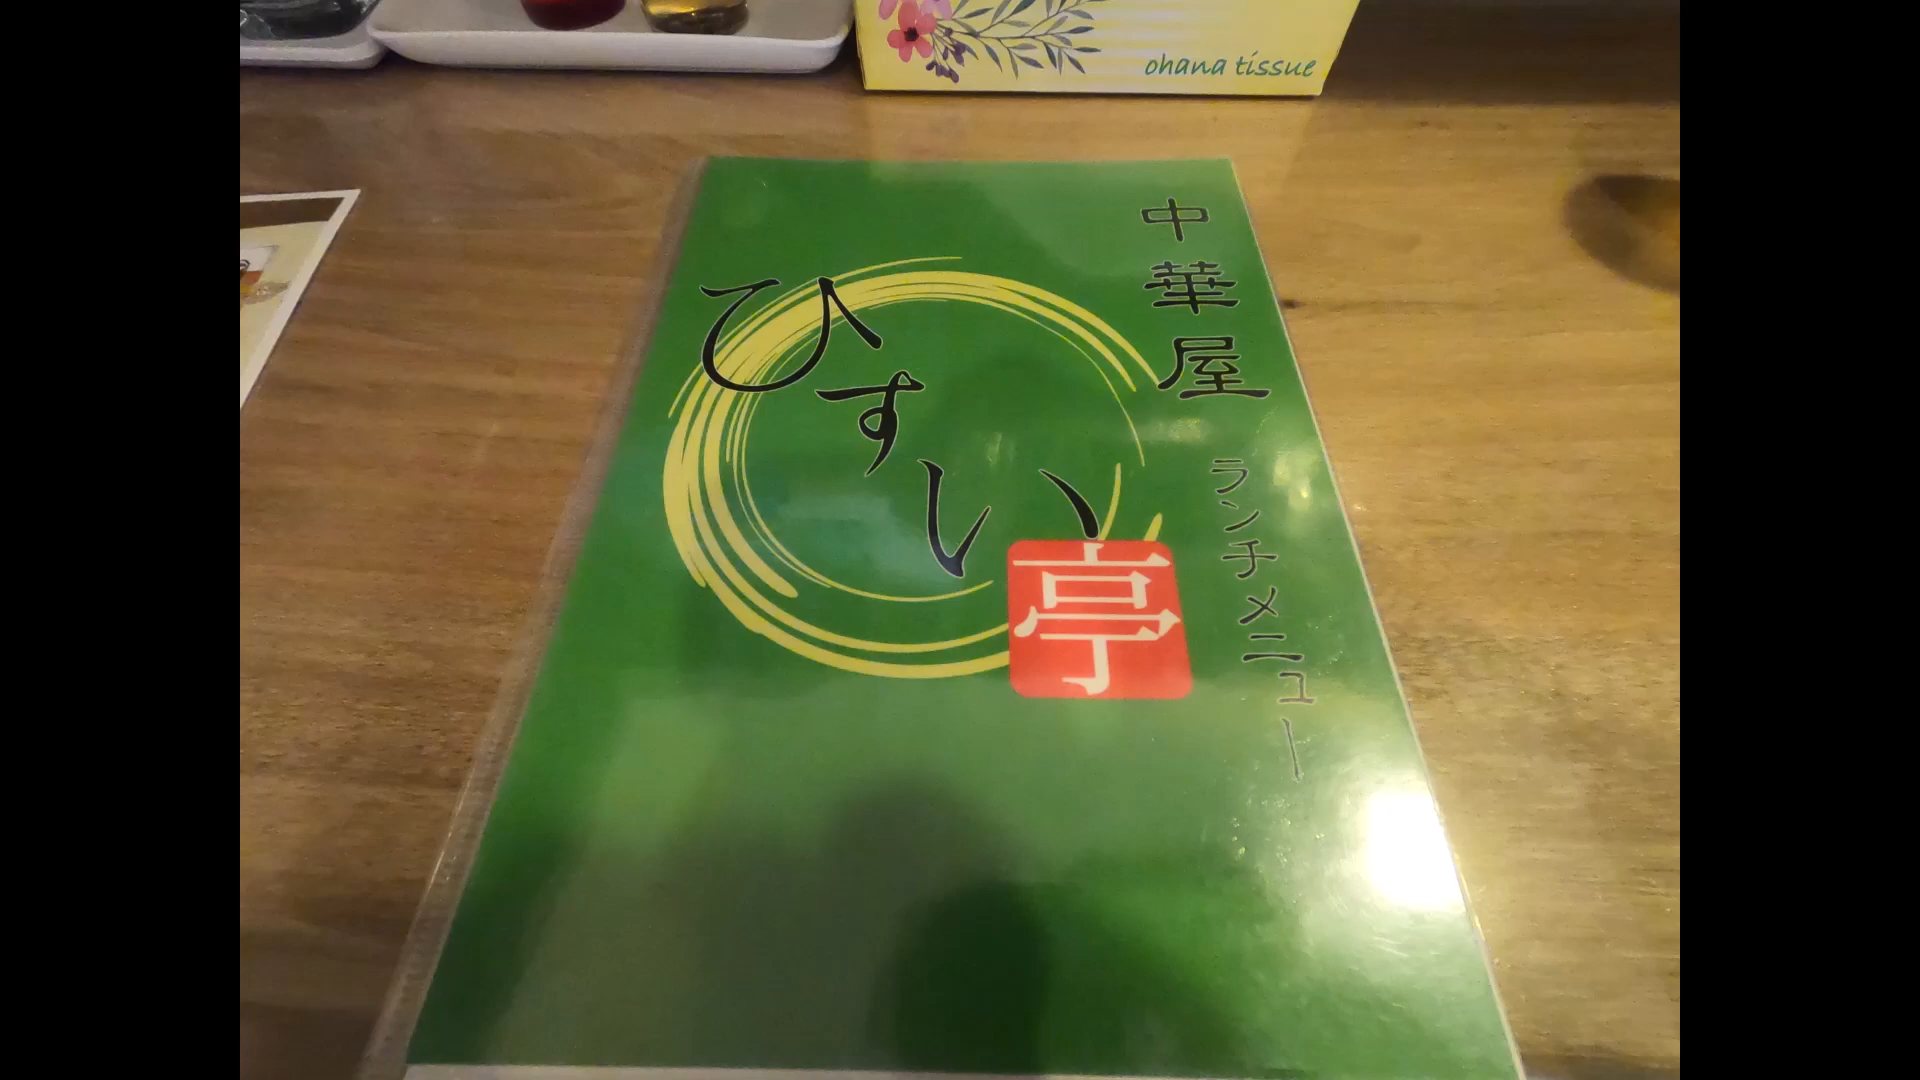 ohana tissue
中華屋
ひすい亭
ランチメニュー